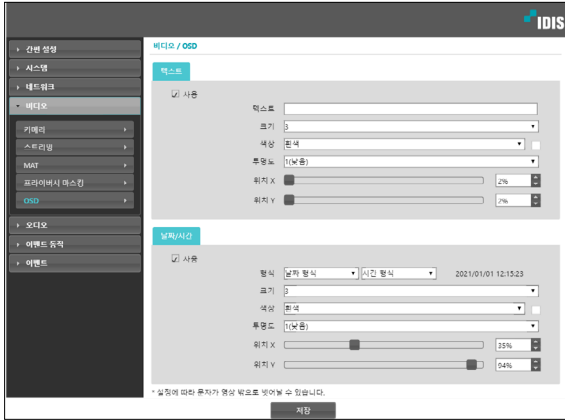 IDIS
간편 설정
시스템
네트워크
비디오
카메라
스트리밍
MAT
프라이버시 마스킹
OSD
오디오
이벤트 동작
이벤트
비디오 / OSD
텍스트
사용
텍스트
크기 3
색상 흰색
투명도 1(낮음)
위치 X 2%
위치 Y 2%
날짜/시간
사용
형식 날짜 형식 시간 형식 2021/01/01 12:15:23
크기 3
색상 흰색
투명도 1(낮음)
위치 X 35%
위치 Y 94%
* 설정에 따라 문자가 영상 밖으로 벗어날 수 있습니다.
저장